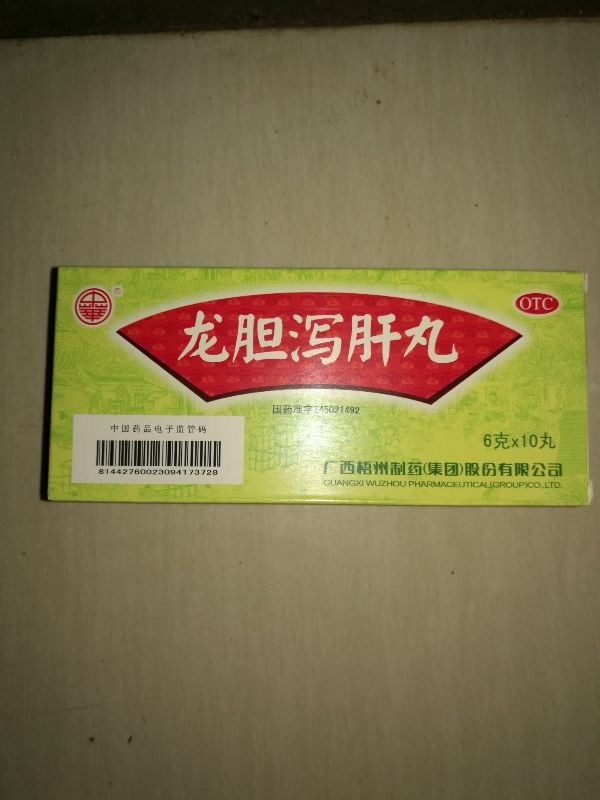 ®
OTC
龙胆泻肝丸
国药准字Z45021492
中国药品电子监管码
81442760023094173728
6克x10丸
广西梧州制药(集团)股份有限公司
GUANGXI WUZHOU PHARMACEUTICAL(GROUP)CO.,LTD.